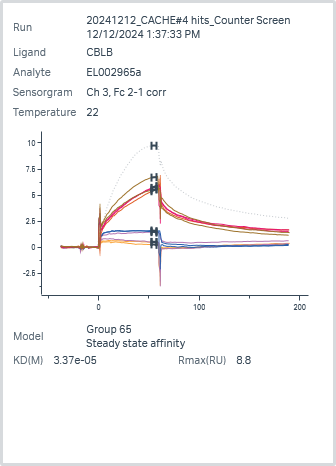 Run 20241212_CACHE#4 hits_Counter Screen
12/12/2024 1:37:33 PM
Ligand CBLB
Analyte EL002965a
Sensorgram Ch 3, Fc 2-1 corr
Temperature 22
10
7.5
5
2.5
0
-2.5
0 100 200
Model Group 65
Steady state affinity
KD(M) 3.37e-05 Rmax(RU) 8.8